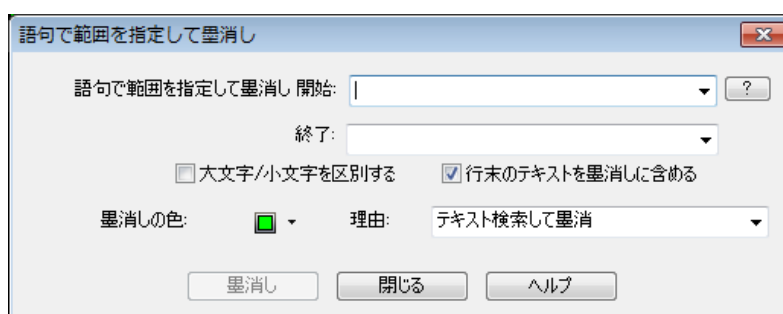 語句で範囲を指定して墨消し
語句で範囲を指定して墨消し 開始: ?
終了:
大文字/小文字を区別する 行末のテキストを墨消しに含める
墨消しの色: 理由: テキスト検索して墨消
墨消し 閉じる ヘルプ